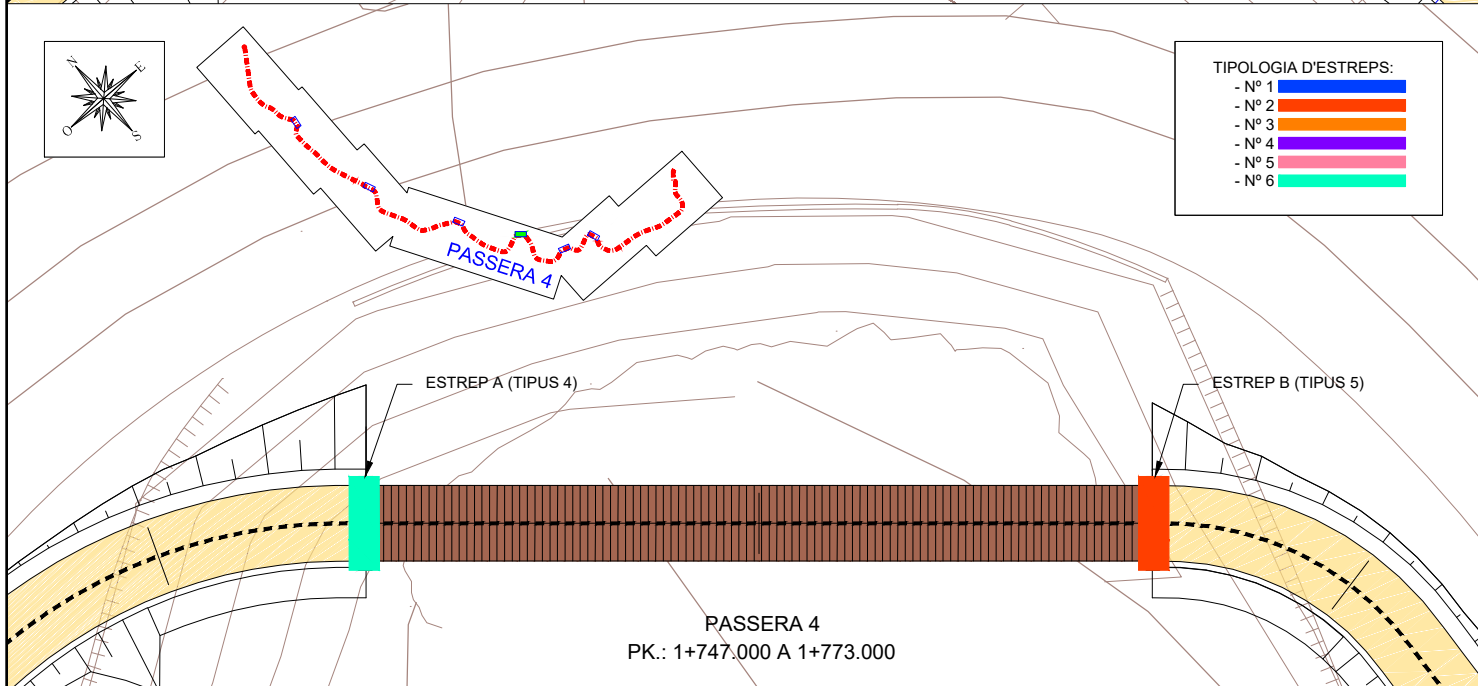 N
E
O
S
PASSERA 4
TIPOLOGIA D'ESTREPS:
- Nº 1
- Nº 2
- Nº 3
- Nº 4
- Nº 5
- Nº 6
ESTREP A (TIPUS 4)
ESTREP B (TIPUS 5)
PASSERA 4
PK.: 1+747.000 A 1+773.000